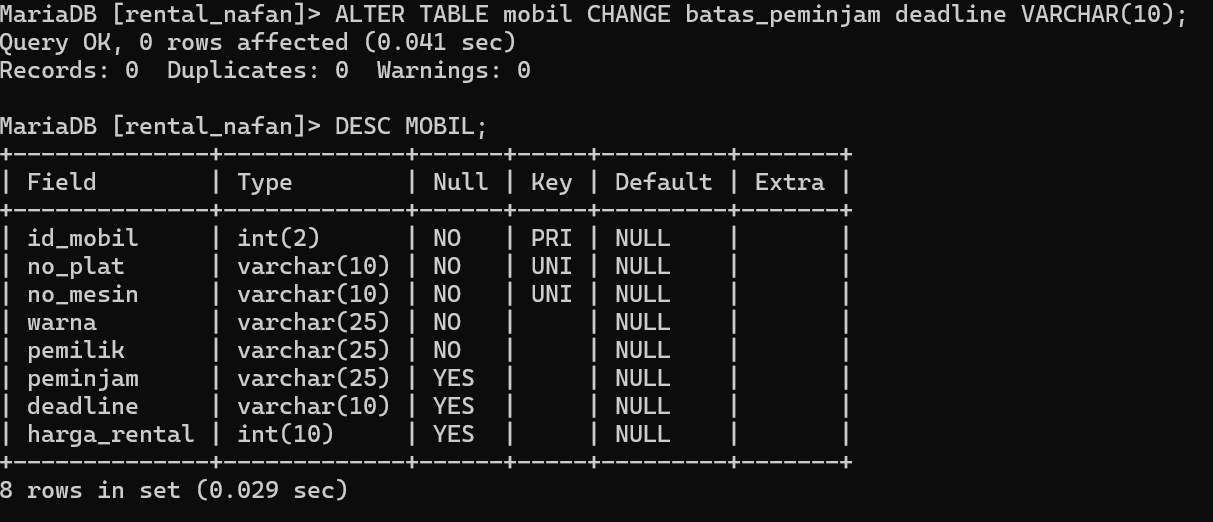 MariaDB [rental_nafan]> ALTER TABLE mobil CHANGE batas_peminjam deadline VARCHAR(10);
Query OK, 0 rows affected (0.041 sec)
Records: 0  Duplicates: 0  Warnings: 0

MariaDB [rental_nafan]> DESC MOBIL;
+--------------+-------------+------+-----+---------+-------+
| Field        | Type        | Null | Key | Default | Extra |
+--------------+-------------+------+-----+---------+-------+
| id_mobil     | int(2)      | NO   | PRI | NULL    |       |
| no_plat      | varchar(10) | NO   | UNI | NULL    |       |
| no_mesin     | varchar(10) | NO   | UNI | NULL    |       |
| warna        | varchar(25) | NO   |     | NULL    |       |
| pemilik      | varchar(25) | NO   |     | NULL    |       |
| peminjam     | varchar(25) | YES  |     | NULL    |       |
| deadline     | varchar(10) | YES  |     | NULL    |       |
| harga_rental | int(10)     | YES  |     | NULL    |       |
+--------------+-------------+------+-----+---------+-------+
8 rows in set (0.029 sec)